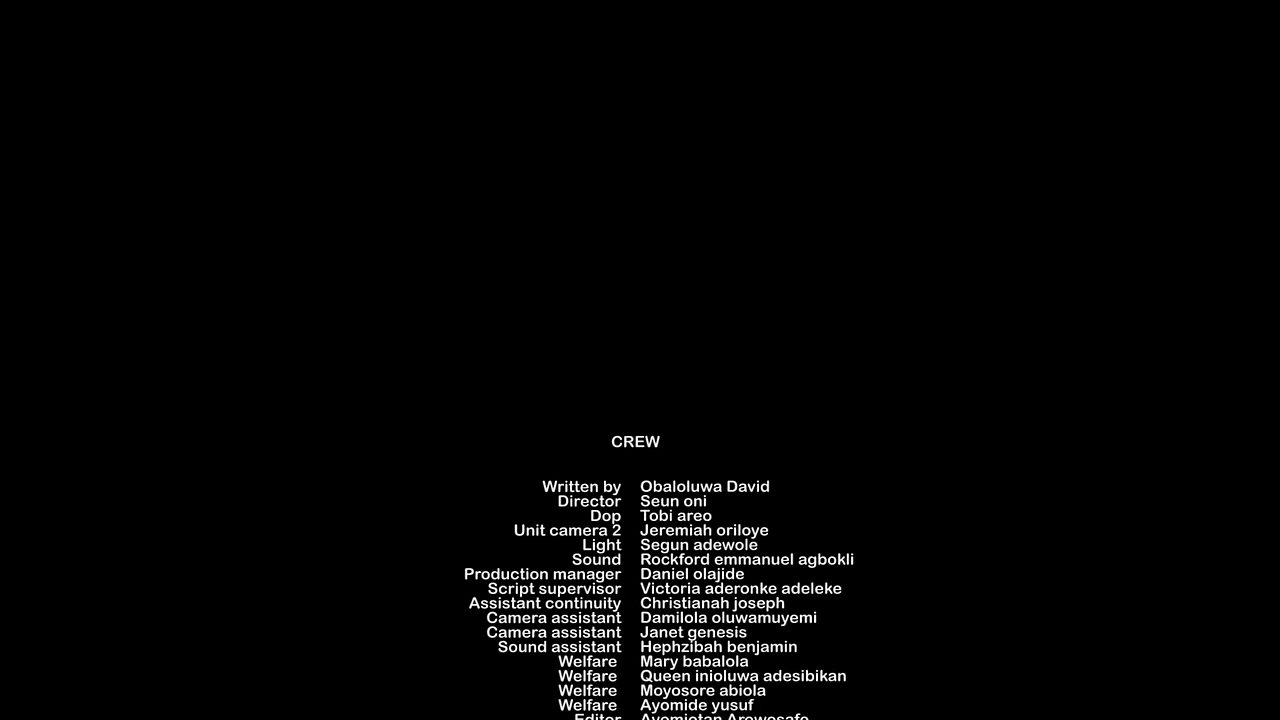 CREW
Written by Obaloluwa David
Director Seun oni
Dop Tobi areo
Unit camera 2 Jeremiah oriloye
Light Segun adewole
Sound Rockford emmanuel agbokli
Production manager Daniel olajide
Script supervisor Victoria aderonke adeleke
Assistant continuity Christianah joseph
Camera assistant Damilola oluwamuyemi
Camera assistant Janet genesis
Sound assistant Hephzibah benjamin
Welfare Mary babalola
Welfare Queen inioluwa adesibikan
Welfare Moyosore abiola
Welfare Ayomide yusuf
Editor